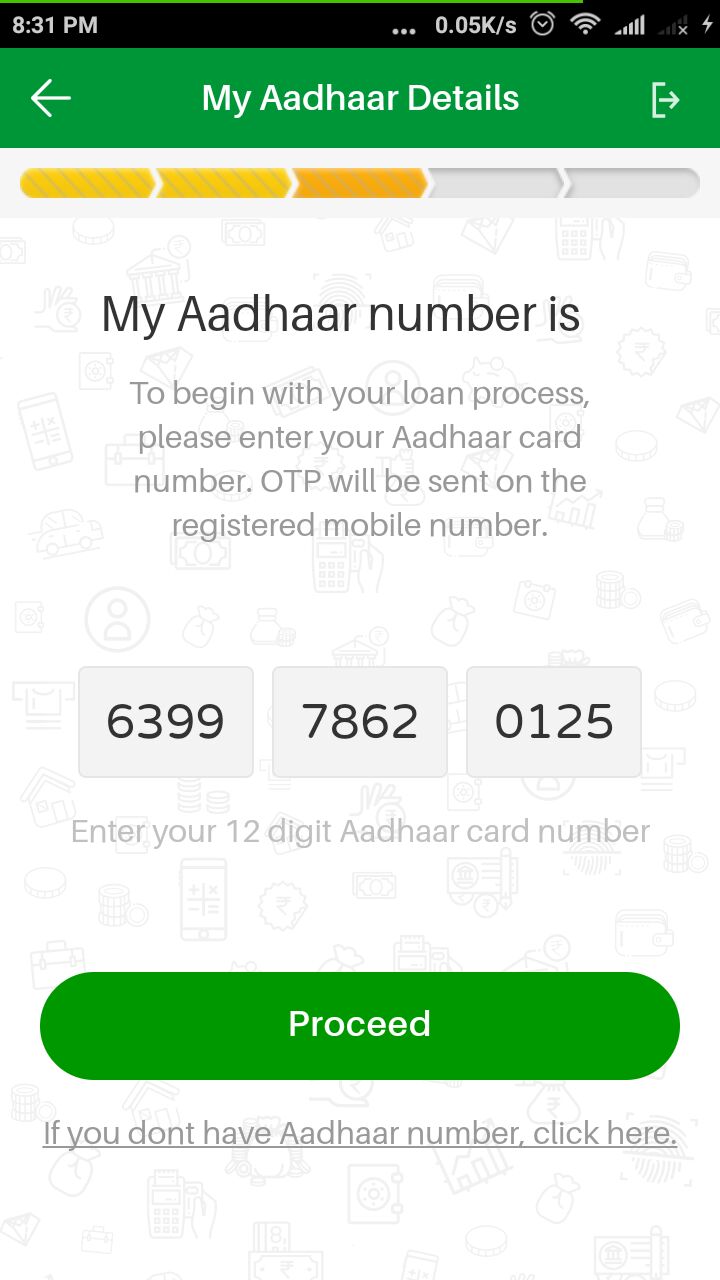 8:31 PM ... 0.05K/s
My Aadhaar Details
My Aadhaar number is
To begin with your loan process,
please enter your Aadhaar card
number. OTP will be sent on the
registered mobile number.
6399 7862 0125
Enter your 12 digit Aadhaar card number
Proceed
If you dont have Aadhaar number, click here.